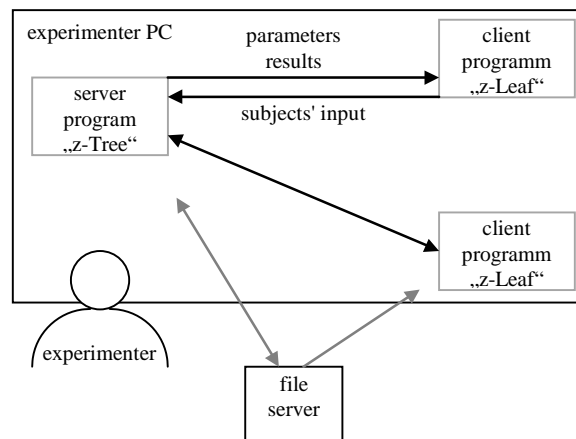 experimenter PC
parameters
results
subjects' input
server
program
„z-Tree“
client
programm
„z-Leaf“
client
programm
„z-Leaf“
experimenter
file
server